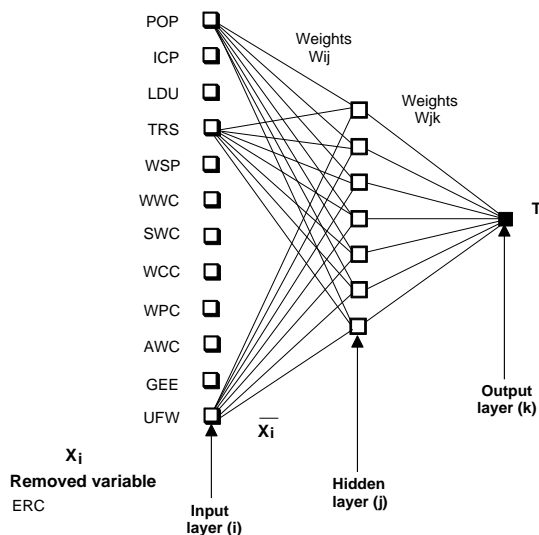 POP
ICP
LDU
TRS
WSP
WWC
SWC
WCC
WPC
AWC
GEE
UFW
Weights
Wij
Weights
Wjk
T
Xi
Xi
Removed variable
ERC
Input
layer (i)
Hidden
layer (j)
Output
layer (k)